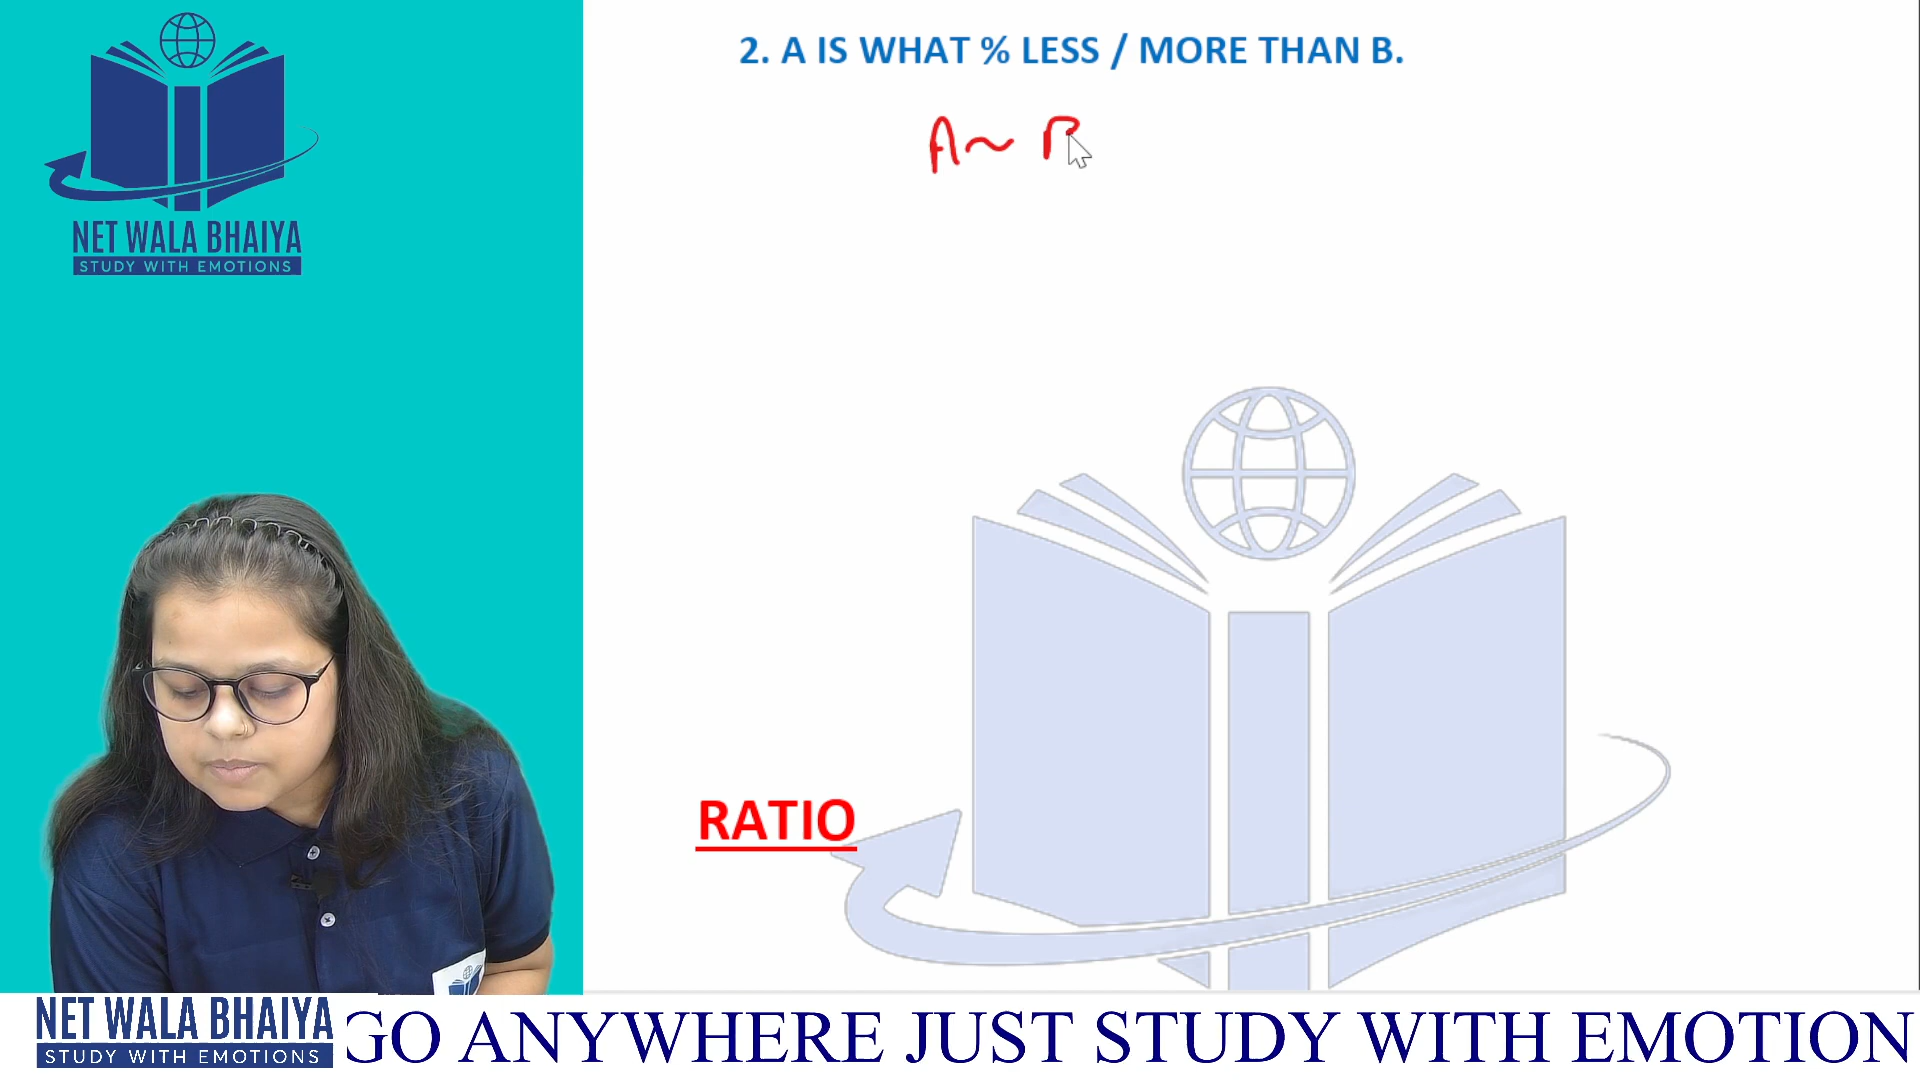 NET WALA BHAIYA
STUDY WITH EMOTIONS
2. A IS WHAT % LESS / MORE THAN B.
A ~
RATIO
NET WALA BHAIYA
STUDY WITH EMOTIONS
GO ANYWHERE JUST STUDY WITH EMOTION